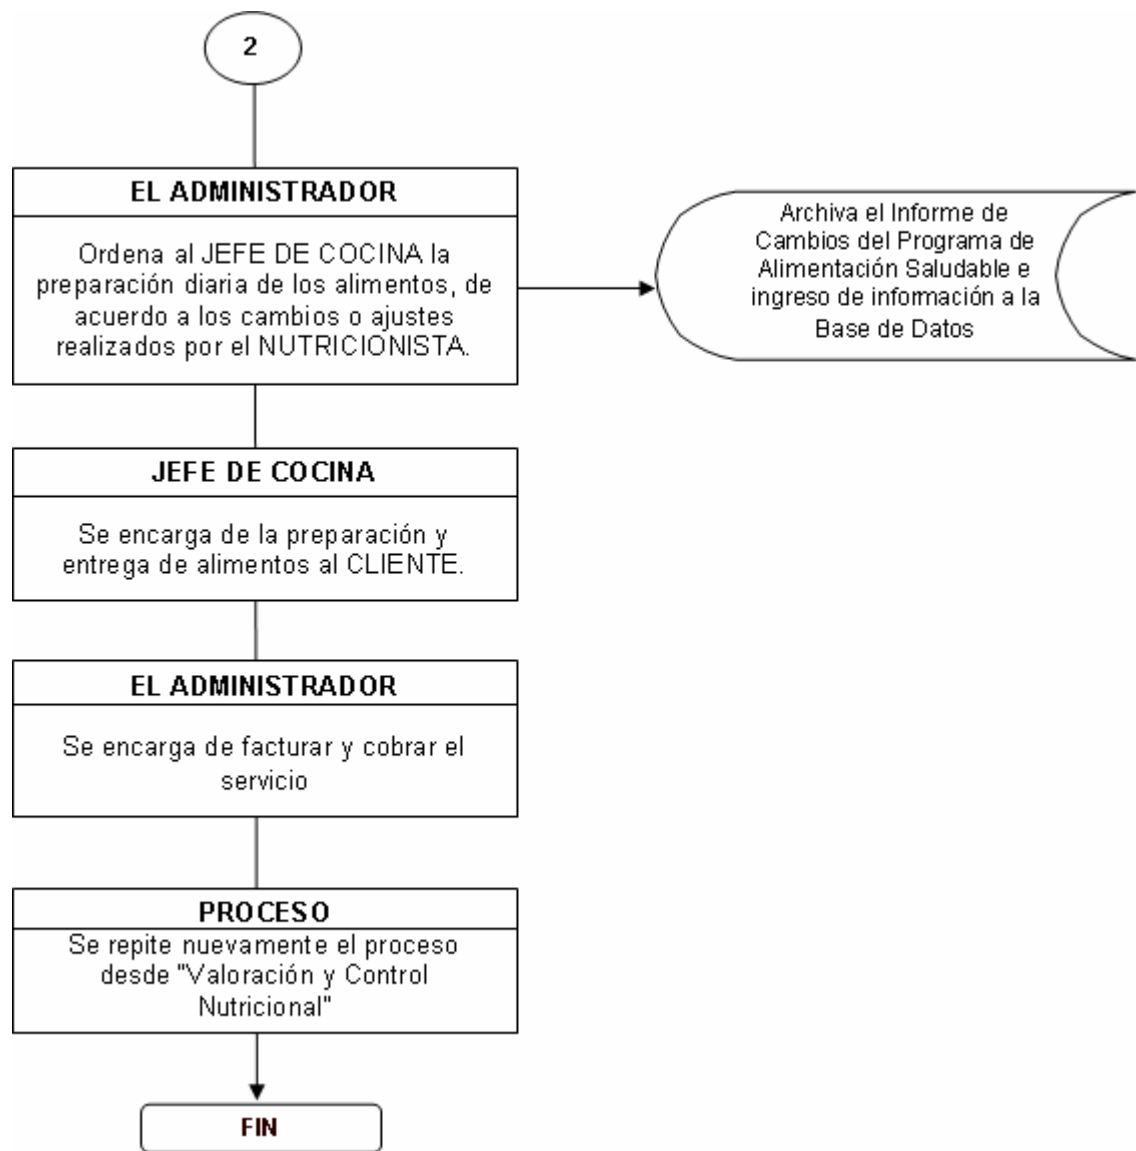 2
EL ADMINISTRADOR
Ordena al JEFE DE COCINA la
preparación diaria de los alimentos, de
acuerdo a los cambios o ajustes
realizados por el NUTRICIONISTA.
Archiva el Informe de
Cambios del Programa de
Alimentación Saludable e
ingreso de información a la
Base de Datos
JEFE DE COCINA
Se encarga de la preparación y
entrega de alimentos al CLIENTE.
EL ADMINISTRADOR
Se encarga de facturar y cobrar el
servicio
PROCESO
Se repite nuevamente el proceso
desde "Valoración y Control
Nutricional"
FIN